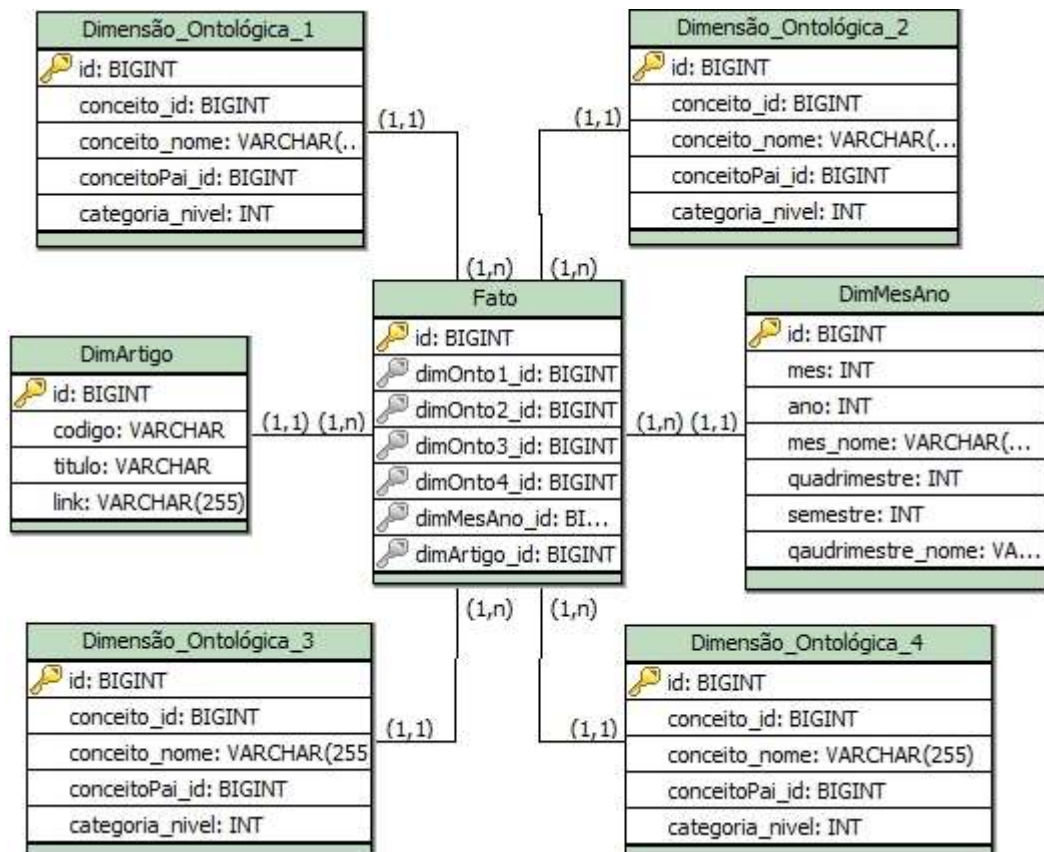 Dimensão_Ontológica_1
id: BIGINT
conceito_id: BIGINT
conceito_nome: VARCHAR(...
conceitoPai_id: BIGINT
categoria_nivel: INT
(1,1)
(1,n)
Dimensão_Ontológica_2
id: BIGINT
conceito_id: BIGINT
conceito_nome: VARCHAR(...
conceitoPai_id: BIGINT
categoria_nivel: INT
(1,1)
(1,n)
DimArtigo
id: BIGINT
codigo: VARCHAR
titulo: VARCHAR
link: VARCHAR(255)
(1,1) (1,n)
Fato
id: BIGINT
dimOnto1_id: BIGINT
dimOnto2_id: BIGINT
dimOnto3_id: BIGINT
dimOnto4_id: BIGINT
dimMesAno_id: BI...
dimArtigo_id: BIGINT
(1,n) (1,1)
DimMesAno
id: BIGINT
mes: INT
ano: INT
mes_nome: VARCHAR(...
quadrimestre: INT
semestre: INT
qaudrimestre_nome: VA...
(1,n)
(1,n)
Dimensão_Ontológica_3
id: BIGINT
conceito_id: BIGINT
conceito_nome: VARCHAR(255
conceitoPai_id: BIGINT
categoria_nivel: INT
(1,1)
Dimensão_Ontológica_4
id: BIGINT
conceito_id: BIGINT
conceito_nome: VARCHAR(255)
conceitoPai_id: BIGINT
categoria_nivel: INT
(1,1)